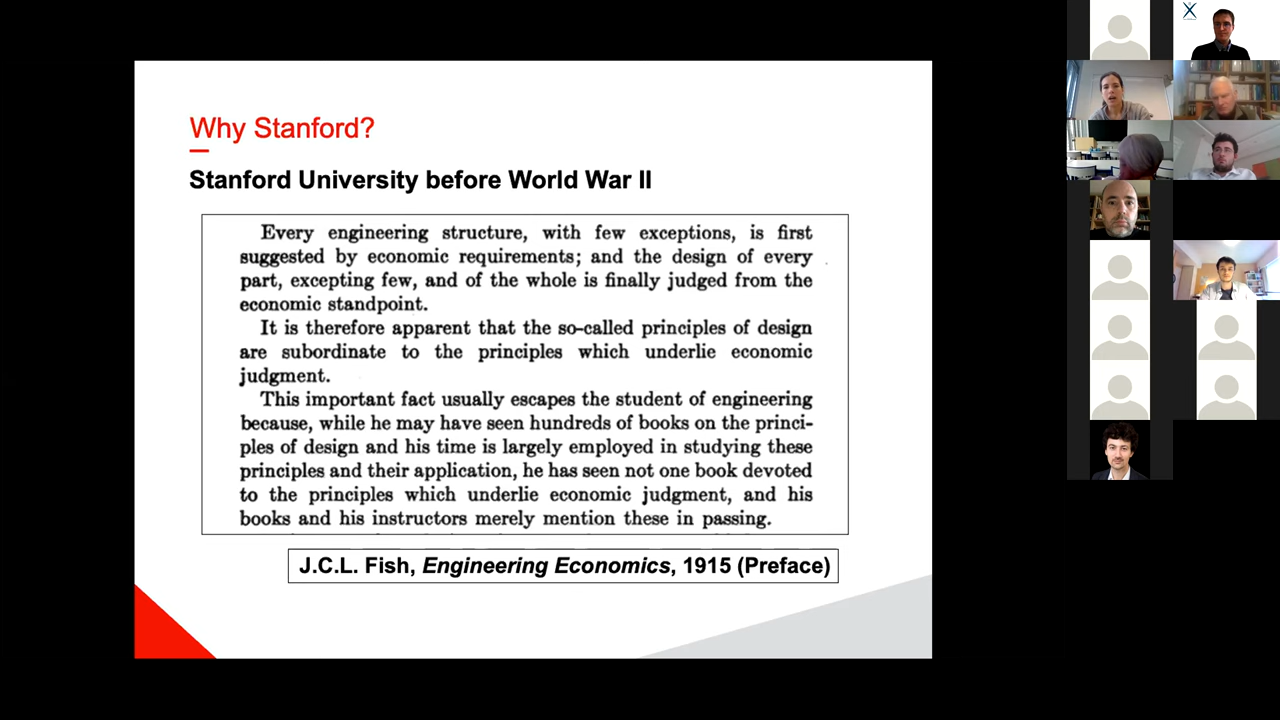 Why Stanford?
Stanford University before World War II
Every engineering structure, with few exceptions, is first
suggested by economic requirements; and the design of every
part, excepting few, and of the whole is finally judged from the
economic standpoint.
It is therefore apparent that the so-called principles of design
are subordinate to the principles which underlie economic
judgment.
This important fact usually escapes the student of engineering
because, while he may have seen hundreds of books on the princi-
ples of design and his time is largely employed in studying these
principles and their application, he has seen not one book devoted
to the principles which underlie economic judgment, and his
books and his instructors merely mention these in passing.
J.C.L. Fish, Engineering Economics, 1915 (Preface)